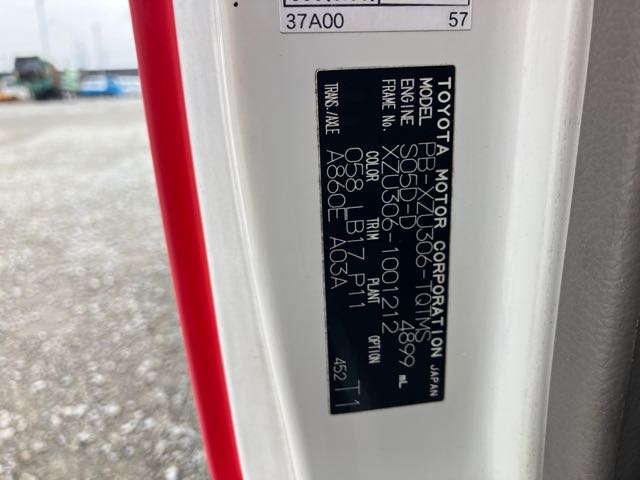 37A00 57
TOYOTA MOTOR CORPORATION JAPAN
MODEL PB-XZU306-TQTMS
ENGINE S05D-D 4899 mL
FRAME No. XZU306-1001212
COLOR TRIM PLANT OPTION
058 LB17 P11
TRANS./AXLE A860E A03A
452 T1